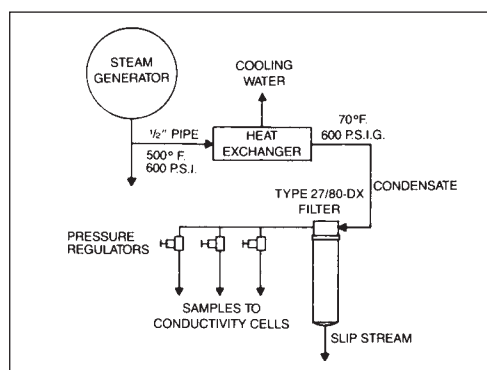 STEAM
GENERATOR
COOLING
WATER
½" PIPE
500° F.
600 P.S.I.
HEAT
EXCHANGER
70°F.
600 P.S.I.G.
CONDENSATE
TYPE 27/80-DX
FILTER
PRESSURE
REGULATORS
SAMPLES TO
CONDUCTIVITY CELLS
SLIP STREAM